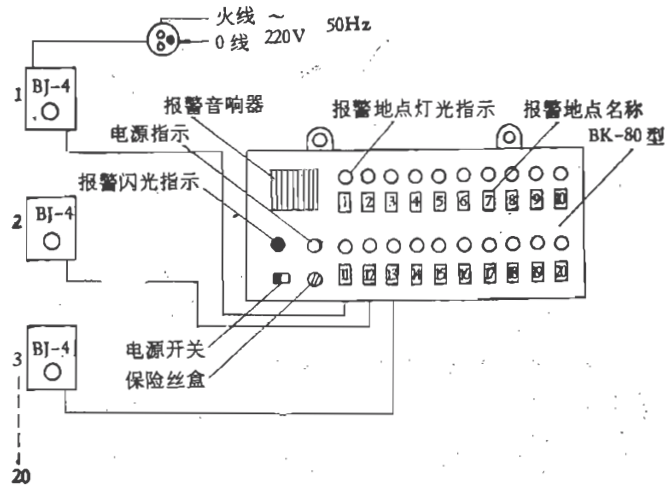 火线 ～
220V 50Hz
0线
1 BJ-4
报警音响器
报警地点灯光指示
报警地点名称
电源指示
BK-80型
报警闪光指示
1 2 3 4 5 6 7 8 9 10
2 BJ-4
11 12 13 14 15 16 17 18 19 20
3 BJ-4
电源开关
保险丝盒
20